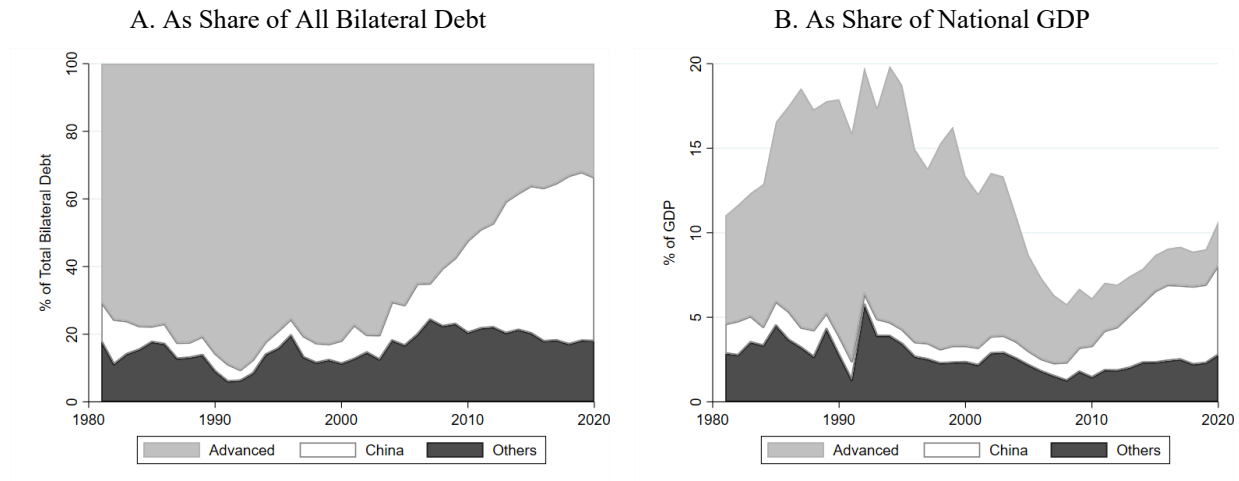 A. As Share of All Bilateral Debt
% of Total Bilateral Debt
100
80
60
40
20
0
1980 1990 2000 2010 2020
Advanced China Others
B. As Share of National GDP
% of GDP
20
15
10
5
0
1980 1990 2000 2010 2020
Advanced China Others